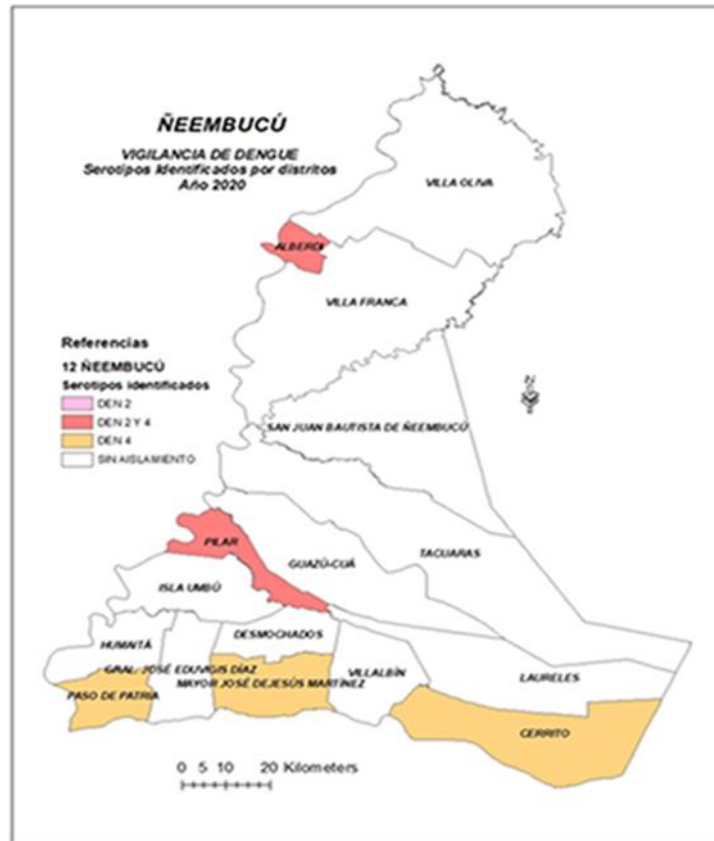 ÑEEMBUCÚ
VIGILANCIA DE DENGUE
Serotipos Identificados por distritos
Año 2020
VILLA OLIVA
ALBERDI
VILLA FRANCA
Referencias
12 ÑEEMBUCÚ
Serotipos identificados
DEN 2
DEN 2 Y 4
DEN 4
SIN AISLAMIENTO
SAN JUAN BAUTISTA DE ÑEEMBUCÚ
PILAR
GUAZÚ-CUÁ
TACUARAS
ISLA UMBÚ
HUMAITÁ
DESMOCHADOS
GRAL. JOSÉ EDUVIGIS DÍAZ
VILLALBÍN
LAURELES
PASO DE PATRIA
MAYOR JOSÉ DEJESÚS MARTÍNEZ
CERRITO
0 5 10 20 Kilometers